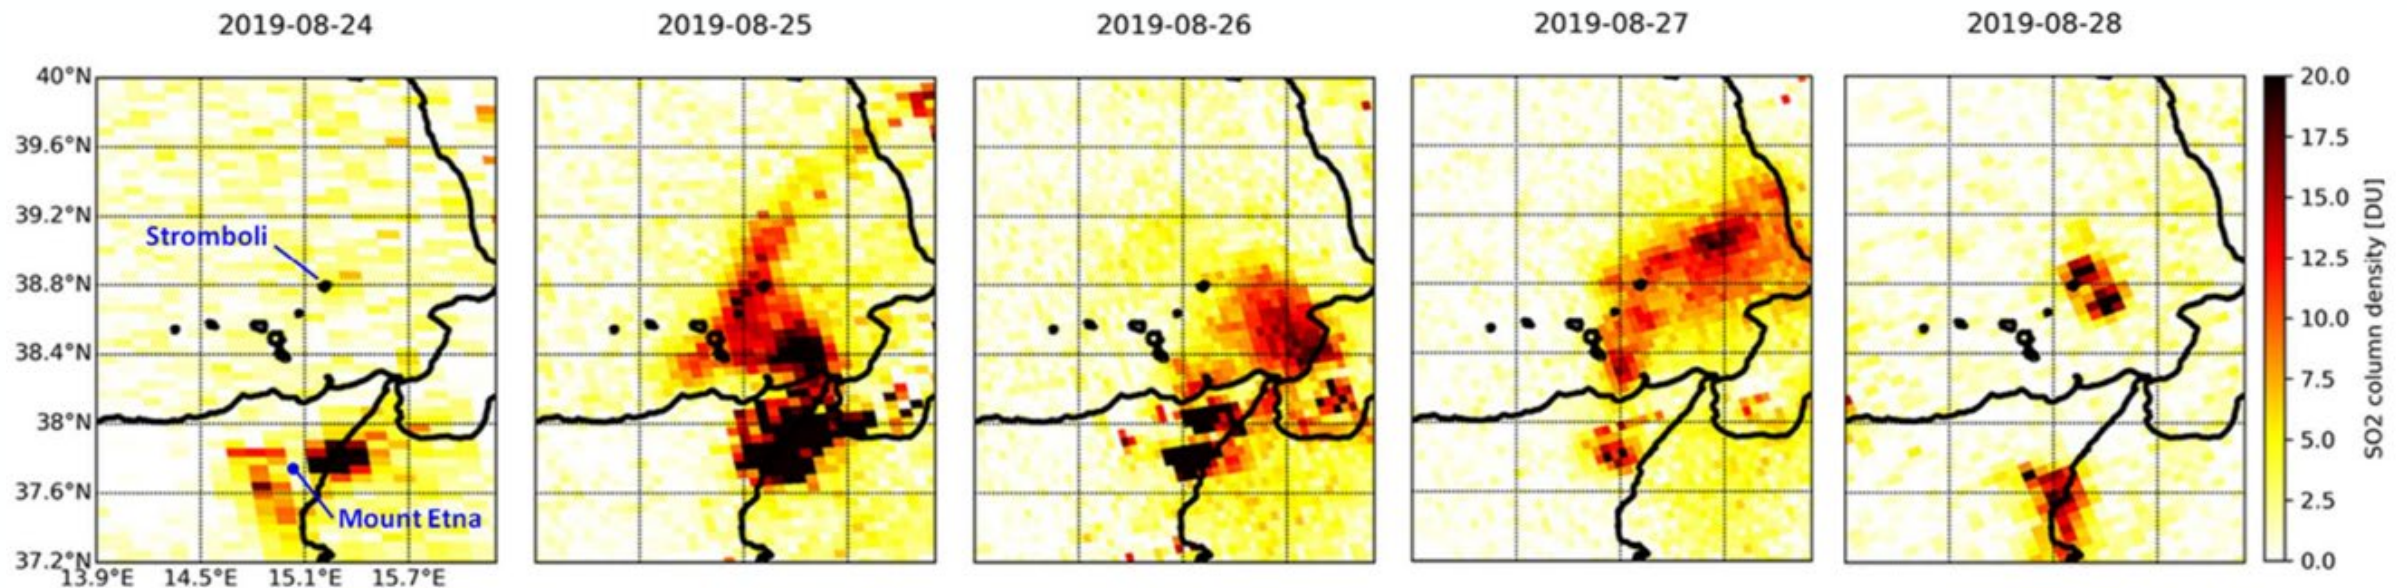 2019-08-24 2019-08-25 2019-08-26 2019-08-27 2019-08-28
40°N
39.6°N
39.2°N
38.8°N
38.4°N
38°N
37.6°N
37.2°N
13.9°E 14.5°E 15.1°E 15.7°E
Stromboli
Mount Etna
20.0
17.5
15.0
12.5
10.0
7.5
5.0
2.5
0.0
SO2 column density [DU]